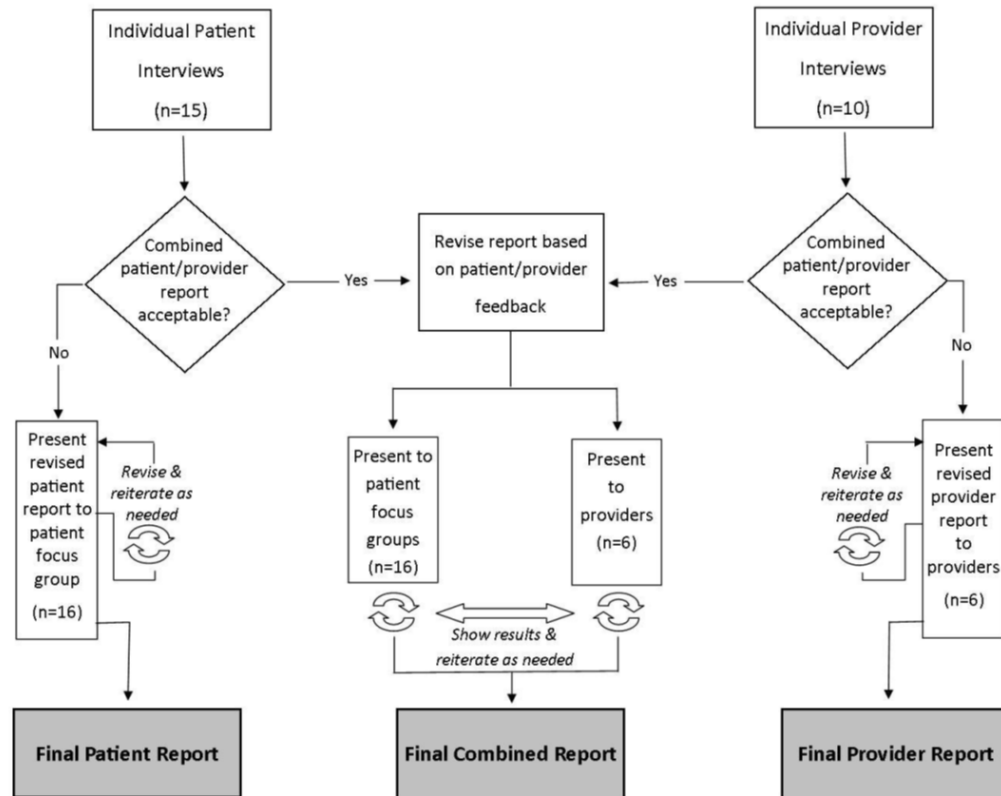 Individual Patient
Interviews
(n=15)
Individual Provider
Interviews
(n=10)
Combined
patient/provider
report
acceptable?
Yes
Revise report based
on patient/provider
feedback
Yes
Combined
patient/provider
report
acceptable?
No
No
Present
revised
patient
report to
patient
focus
group
(n=16)
Revise &
reiterate as
needed
Present to
patient
focus
groups
(n=16)
Present
to
providers
(n=6)
Revise &
reiterate as
needed
Present
revised
provider
report
to
providers
(n=6)
Show results &
reiterate as needed
Final Patient Report
Final Combined Report
Final Provider Report